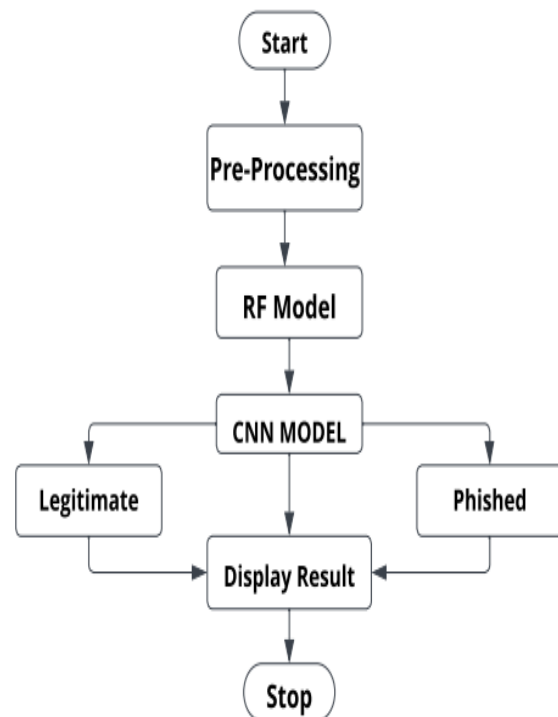 Start
Pre-Processing
RF Model
CNN MODEL
Legitimate
Phished
Display Result
Stop